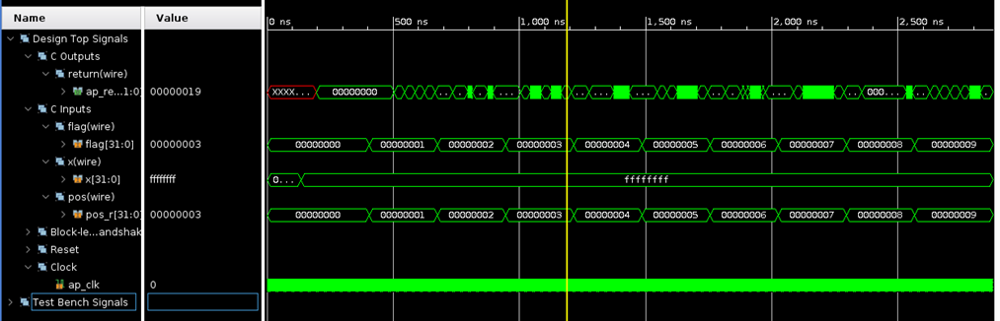 Name Value 0 ns 500 ns 1,000 ns 1,500 ns 2,000 ns 2,500 ns
Design Top Signals
C Outputs
return(wire)
ap_re...1:0] 00000019 XXXX... 00000000 ... ... ... ... ... ... ... ... ... ... 000...
C Inputs
flag(wire)
flag[31:0] 00000003 00000000 00000001 00000002 00000003 00000004 00000005 00000006 00000007 00000008 00000009
x(wire)
x[31:0] ffffffff 0... ffffffff
pos(wire)
pos_r[31:0] 00000003 00000000 00000001 00000002 00000003 00000004 00000005 00000006 00000007 00000008 00000009
Block-le...andshak
Reset
Clock
ap_clk 0
Test Bench Signals